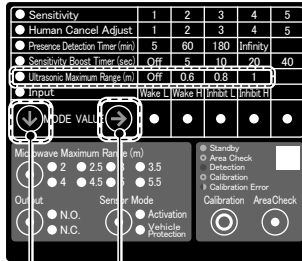 Sensitivity 1 2 3 4 5
Human Cancel Adjust 1 2 3 4 5
Presence Detection Timer (min) 5 60 180 Infinity
Sensitivity Boost Timer (sec) Off 5 10 20 40
Ultrasonic Maximum Range (m) Off 0.6 0.8 1
Input Wake L Wake H Inhibit L Inhibit H
MODE VALUE
Microwave Maximum Range (m)
2 2.5 3 3.5
4 4.5 5 5.5
Output Sensor Mode
N.O. Activation
N.C. Vehicle Protection
Standby
Area Check
Detection
Calibration
Calibration Error
Calibration AreaCheck